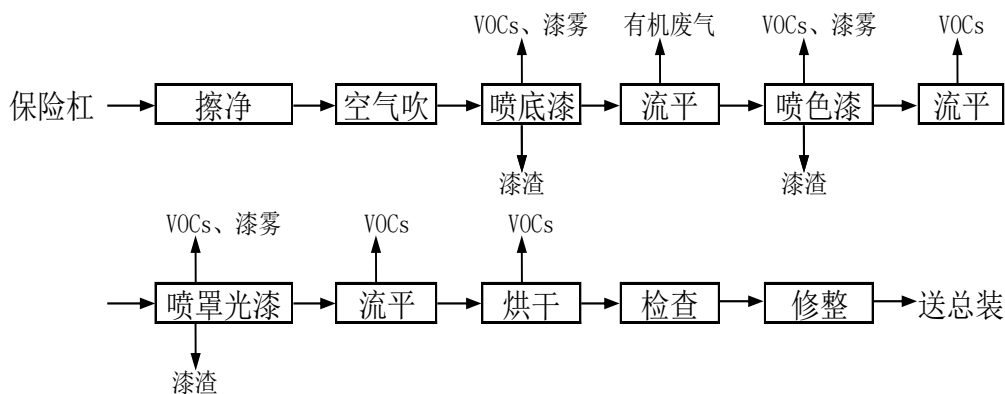 VOCs、漆雾 有机废气 VOCs、漆雾 VOCs
保险杠 擦净 空气吹 喷底漆 流平 喷色漆 流平
漆渣 漆渣
VOCs、漆雾 VOCs VOCs
喷罩光漆 流平 烘干 检查 修整 送总装
漆渣